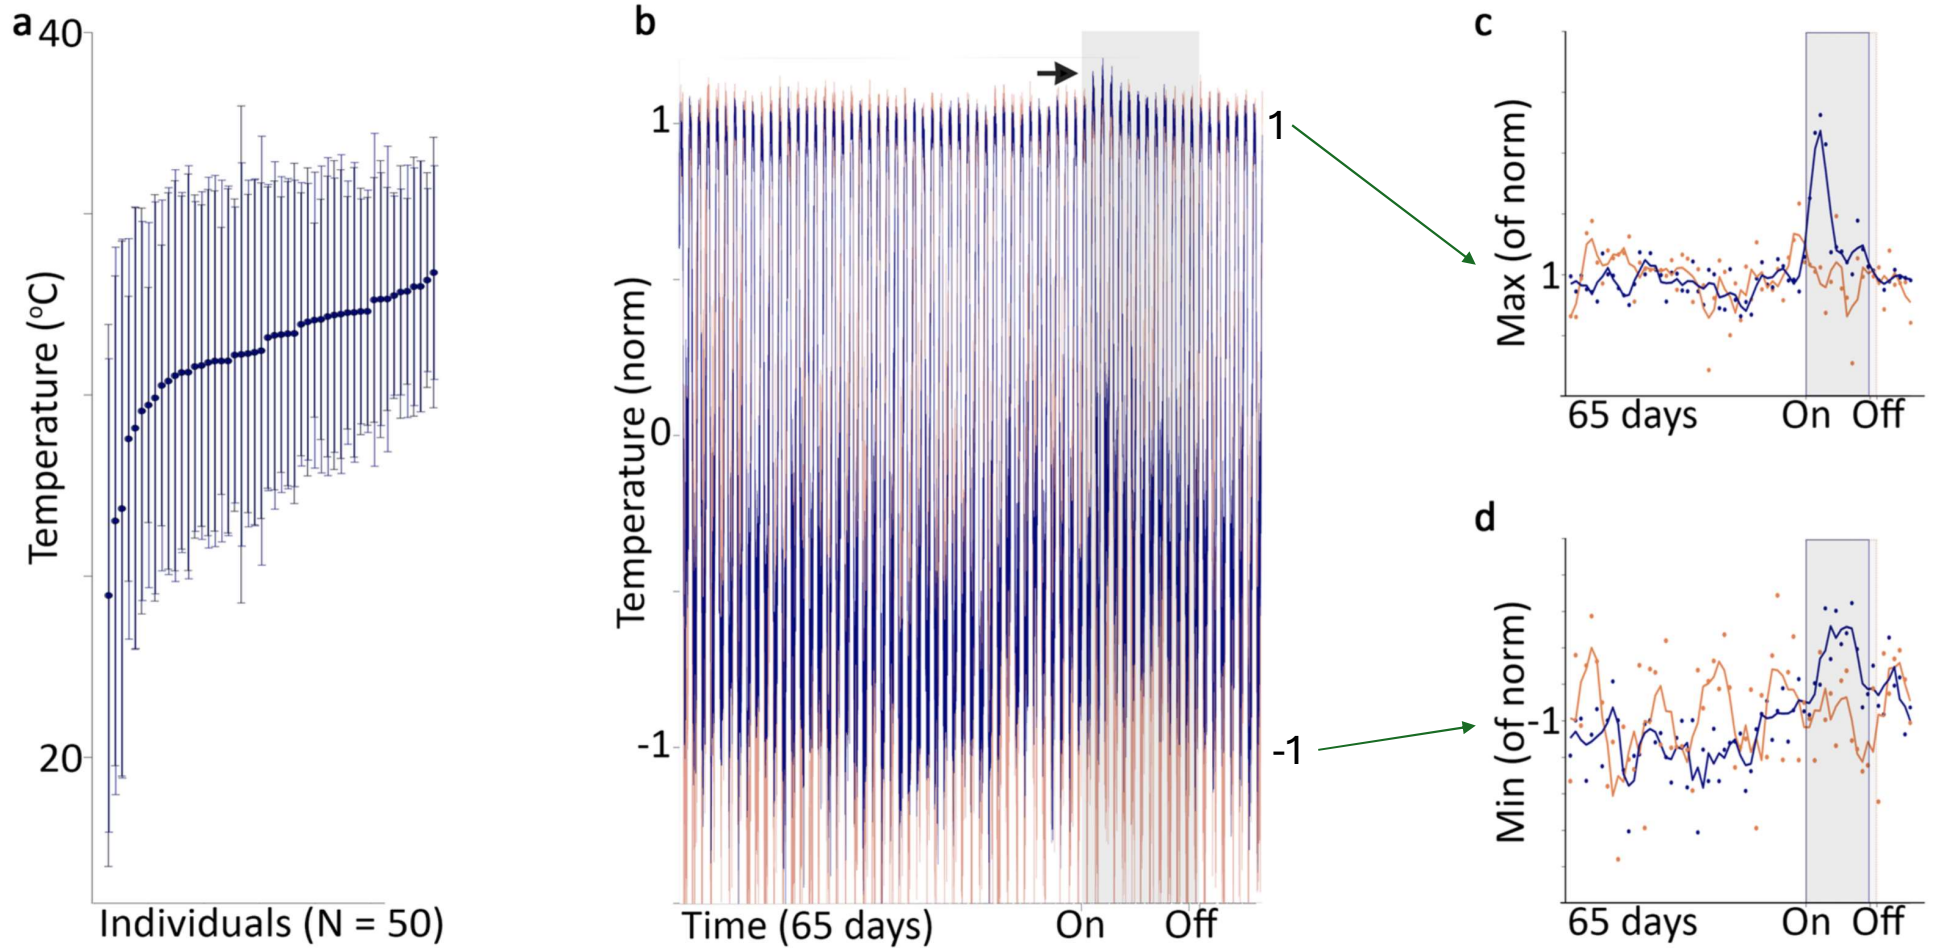 a
40
20
Temperature (°C)
Individuals (N = 50)
b
1
0
-1
Temperature (norm)
Time (65 days)
On
Off
1
-1
c
Max (of norm)
1
65 days
On
Off
d
Min (of norm)
-1
65 days
On
Off